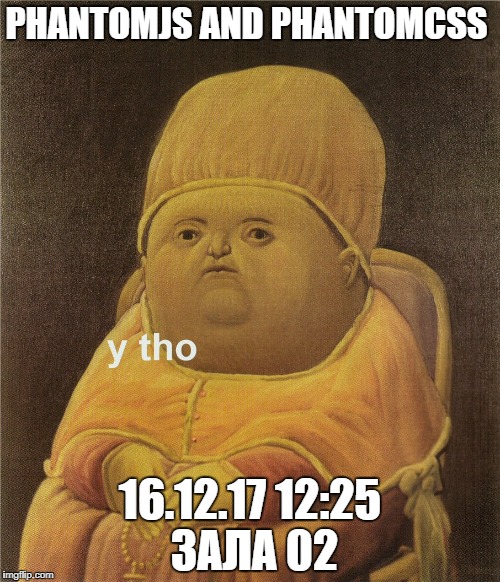 PHANTOMJS AND PHANTOMCSS
y tho
16.12.17 12:25
ЗАЛА 02
imgflip.com